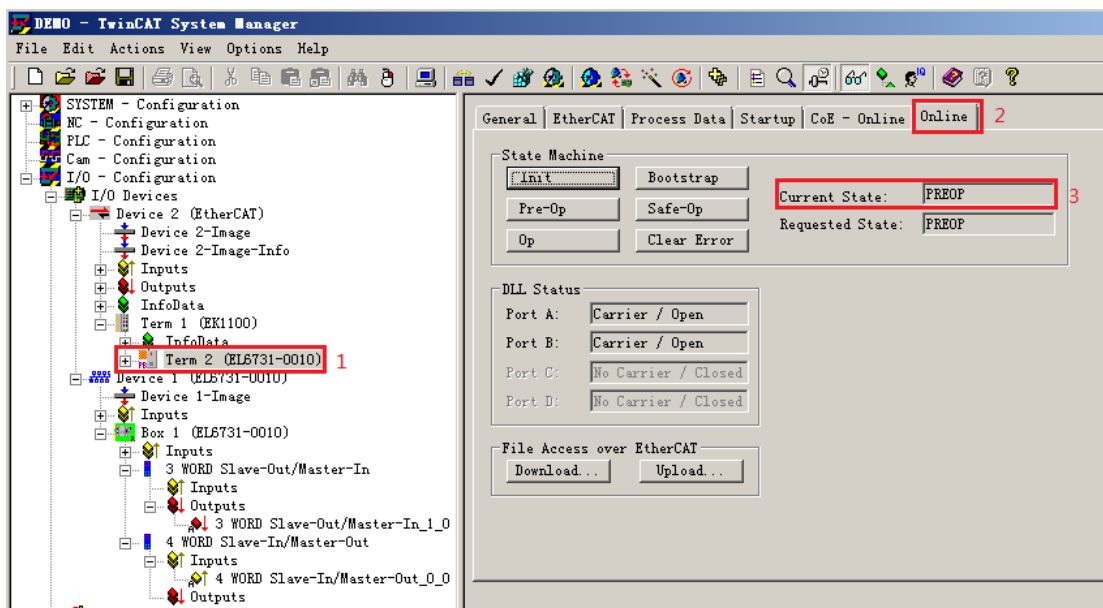 DEMO - TwinCAT System Manager
File Edit Actions View Options Help
SYSTEM - Configuration
NC - Configuration
PLC - Configuration
Cam - Configuration
I/O - Configuration
I/O Devices
Device 2 (EtherCAT)
Device 2-Image
Device 2-Image-Info
Inputs
Outputs
InfoData
Term 1 (EK1100)
InfoData
Term 2 (EL6731-0010) 1
Device 1 (EL6731-0010)
Device 1-Image
Inputs
Box 1 (EL6731-0010)
Inputs
3 WORD Slave-Out/Master-In
Inputs
Outputs
3 WORD Slave-Out/Master-In_1_0
4 WORD Slave-In/Master-Out
Inputs
4 WORD Slave-In/Master-Out_0_0
Outputs
General EtherCAT Process Data Startup CoE - Online Online 2
State Machine
Init Bootstrap
Pre-Op Safe-Op
Op Clear Error
Current State: PREOP 3
Requested State: PREOP
DLL Status
Port A: Carrier / Open
Port B: Carrier / Open
Port C: No Carrier / Closed
Port D: No Carrier / Closed
File Access over EtherCAT
Download... Upload...